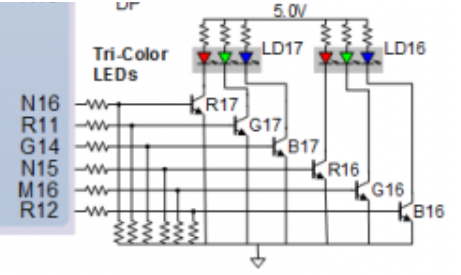 DP
5.0V
Tri-Color
LEDs
LD17
LD16
N16
R17
R11
G17
G14
B17
N15
R16
M16
G16
R12
B16